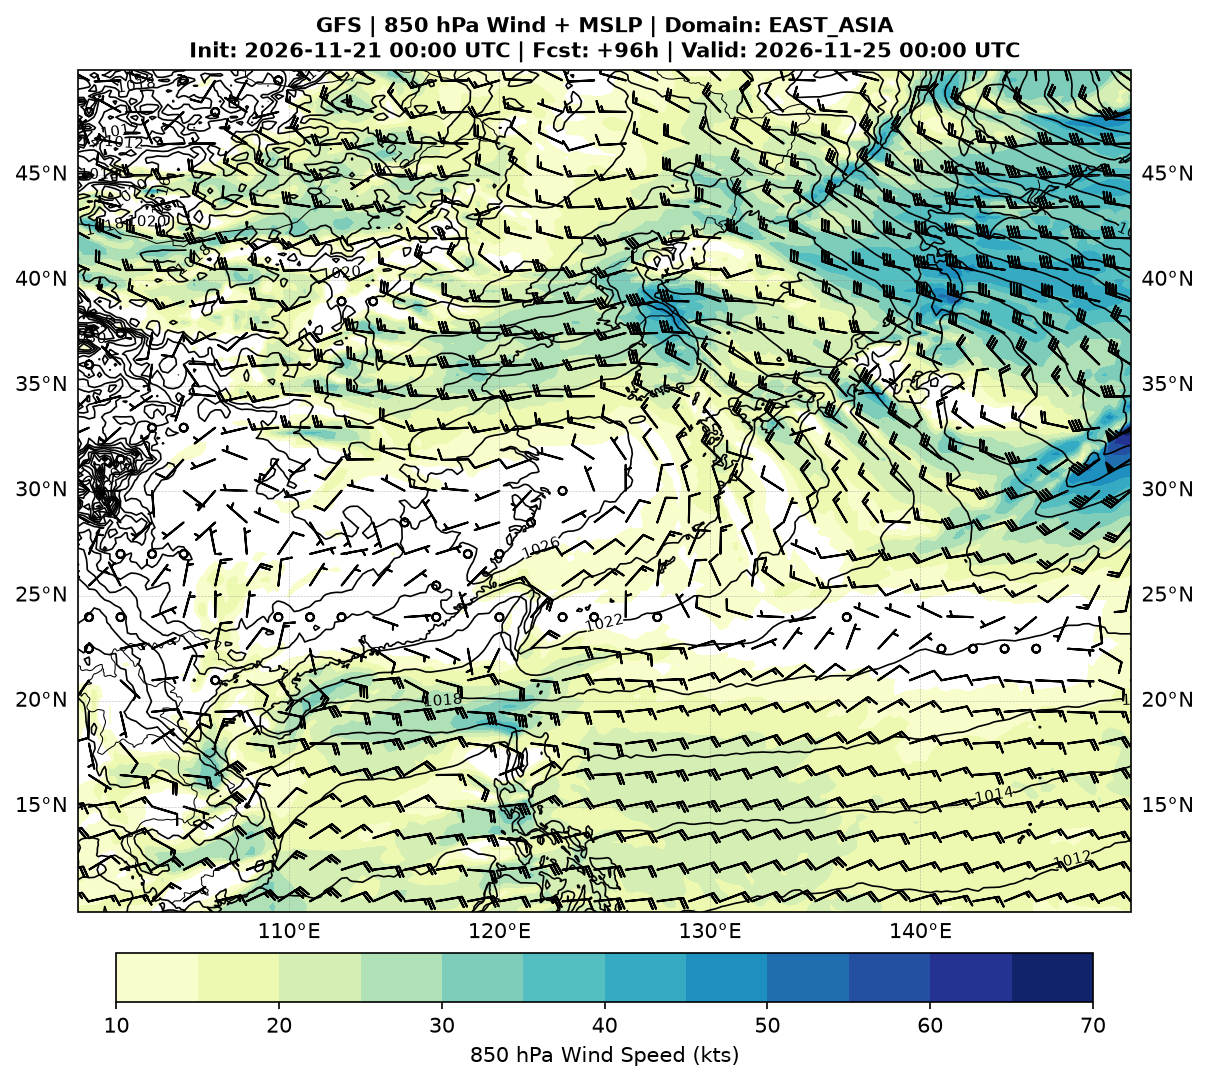 GFS | 850 hPa Wind + MSLP | Domain: EAST_ASIA
Init: 2026-11-21 00:00 UTC | Fcst: +96h | Valid: 2026-11-25 00:00 UTC
45°N 45°N
1020
1020
40°N 40°N
35°N 35°N
30°N 30°N
1026
25°N 25°N
1022
20°N 1018 20°N
15°N 1014 15°N
1012
110°E 120°E 130°E 140°E
10 20 30 40 50 60 70
850 hPa Wind Speed (kts)